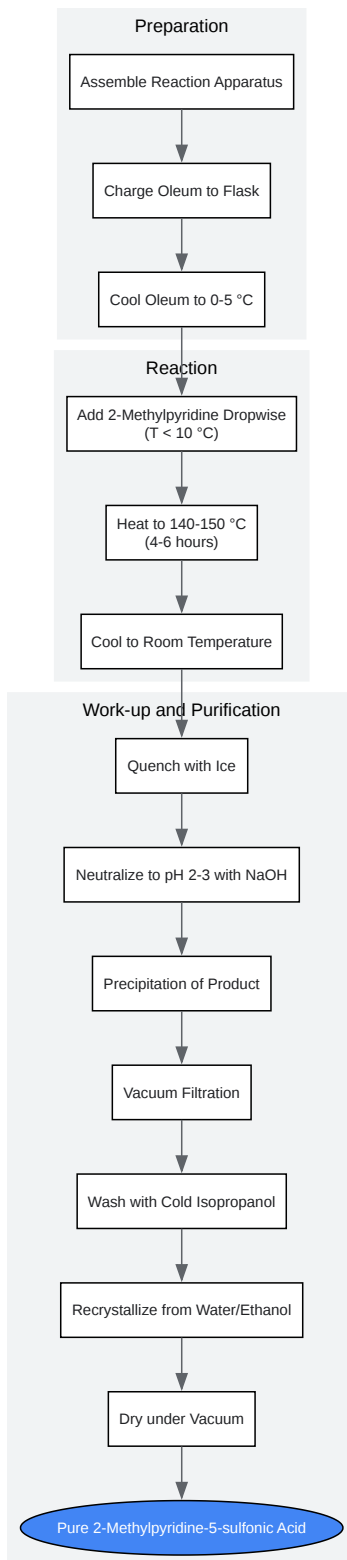 Preparation
Assemble Reaction Apparatus
Charge Oleum to Flask
Cool Oleum to 0-5 °C
Reaction
Add 2-Methylpyridine Dropwise
(T < 10 °C)
Heat to 140-150 °C
(4-6 hours)
Cool to Room Temperature
Work-up and Purification
Quench with Ice
Neutralize to pH 2-3 with NaOH
Precipitation of Product
Vacuum Filtration
Wash with Cold Isopropanol
Recrystallize from Water/Ethanol
Dry under Vacuum
Pure 2-Methylpyridine-5-sulfonic Acid